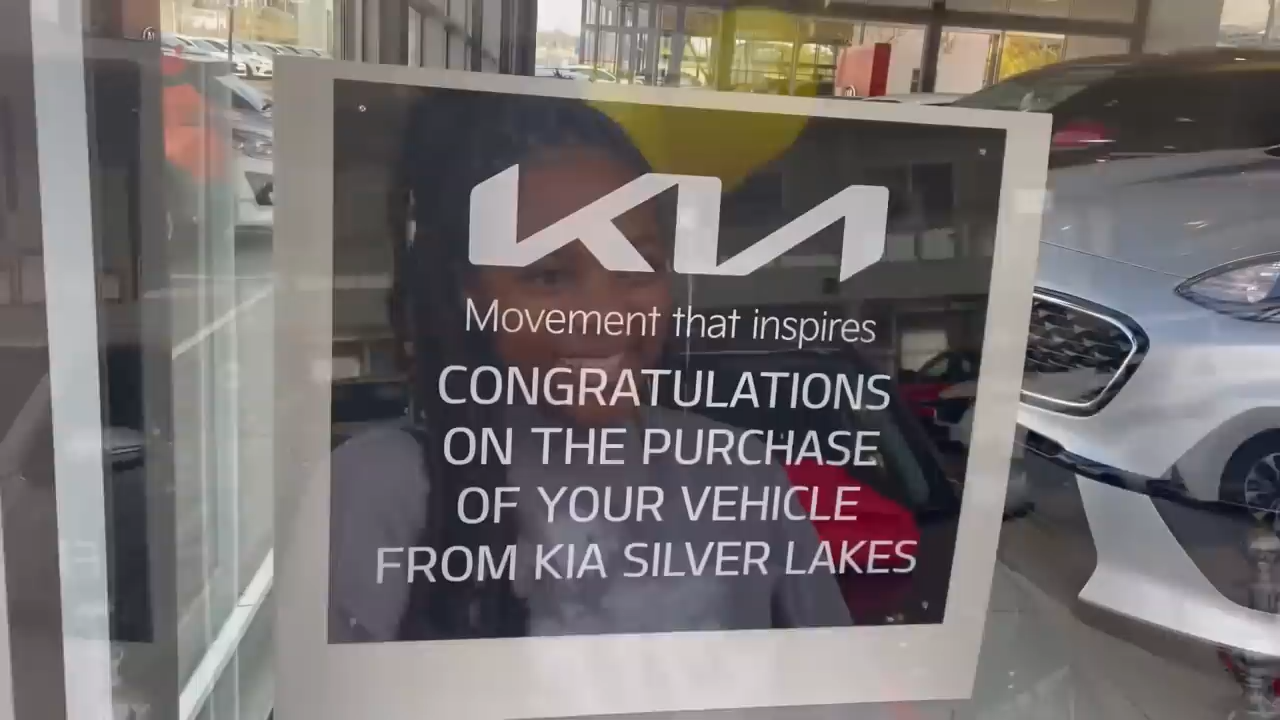 KIA
Movement that inspires
CONGRATULATIONS
ON THE PURCHASE
OF YOUR VEHICLE
FROM KIA SILVER LAKES